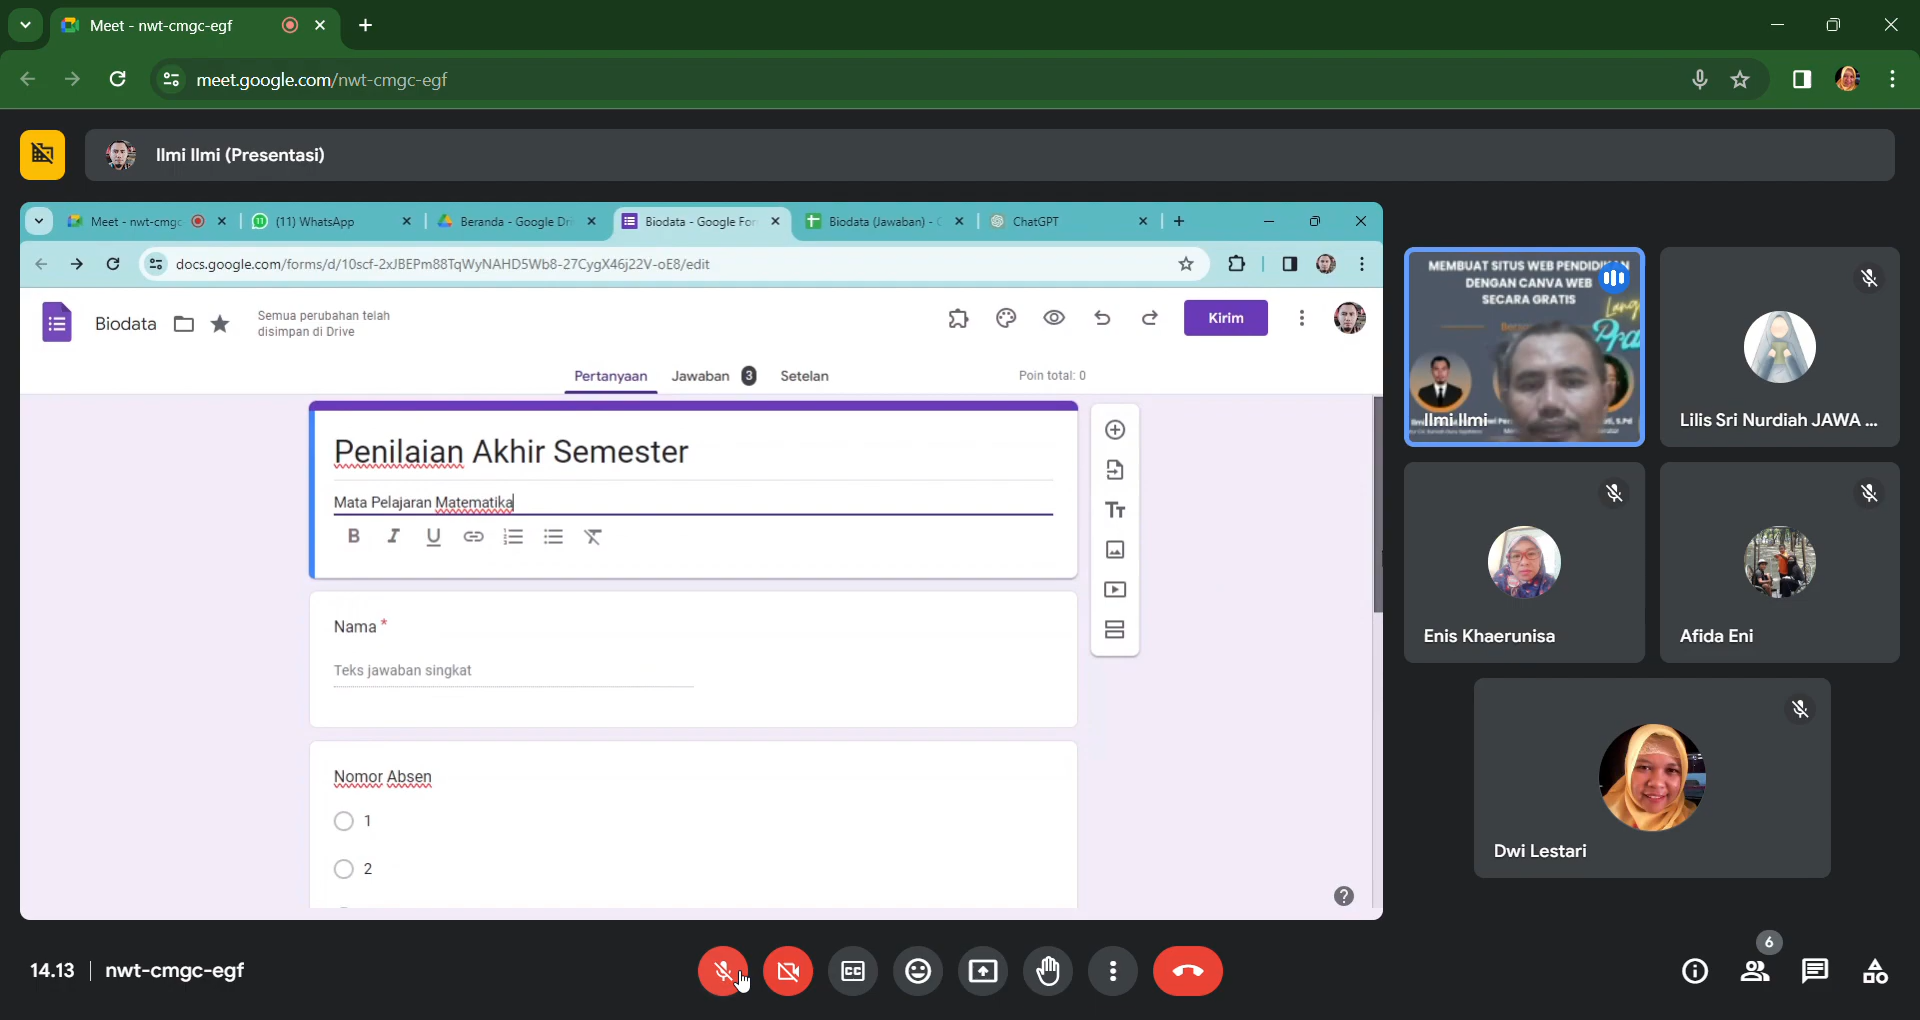 Meet - nwt-cmgc-egf
meet.google.com/nwt-cmgc-egf
Ilmi Ilmi (Presentasi)
Meet - nwt-cmgc
(11) WhatsApp
Beranda - Google Dri
Biodata - Google For
Biodata (Jawaban) -
ChatGPT
docs.google.com/forms/d/10scf-2xJBEPm88TqWyNAHD5Wb8-27CygX46j22V-oE8/edit
Biodata
Semua perubahan telah
disimpan di Drive
Kirim
Pertanyaan
Jawaban 3
Setelan
Poin total: 0
Penilaian Akhir Semester
Mata Pelajaran Matematika
Nama *
Teks jawaban singkat
Nomor Absen
1
2
MEMBUAT SITUS WEB PENDIDIKAN
DENGAN CANVA WEB
SECARA GRATIS
Ilmi Ilmi
Lilis Sri Nurdiah JAWA ...
Enis Khaerunisa
Afida Eni
Dwi Lestari
14.13 | nwt-cmgc-egf
6